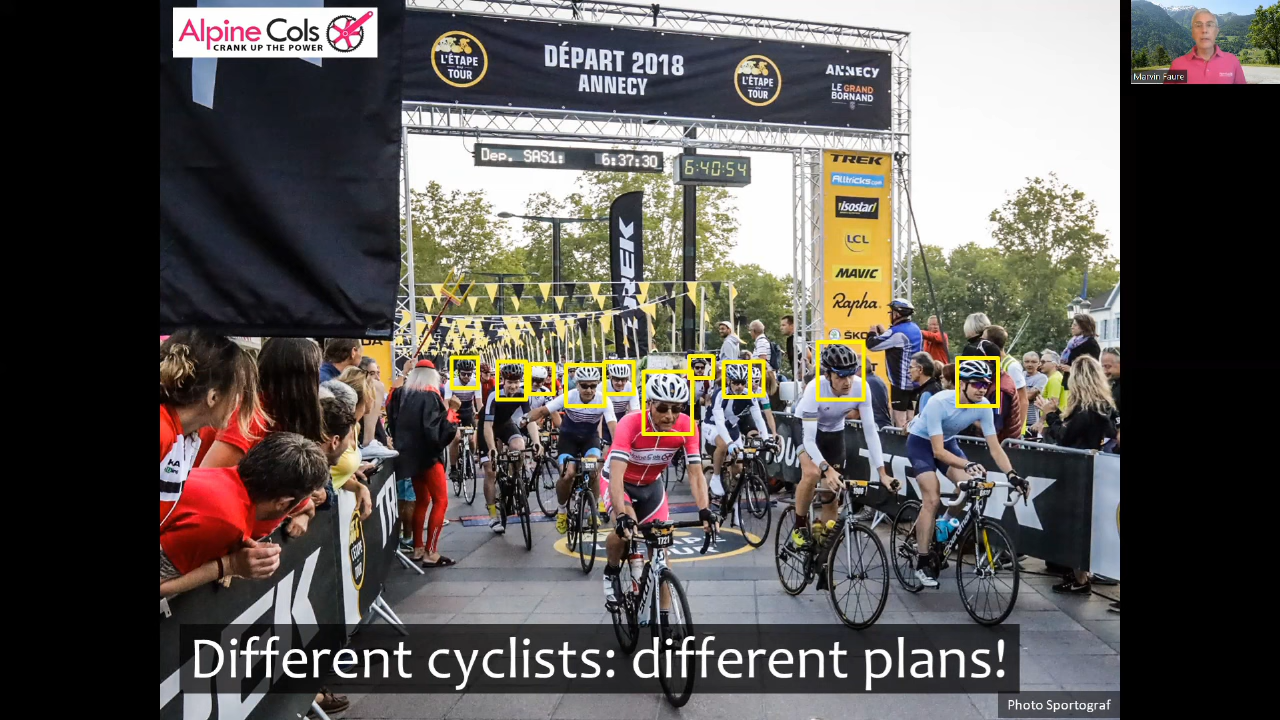 Alpine Cols
CRANK UP THE POWER
L'ÉTAPE
DU
TOUR
DÉPART 2018
ANNECY
L'ÉTAPE
DU
TOUR
ANNECY
LE GRAND
BORNAND
Marvin Faure
Dep. SAS1: 6:37:30
6:40:54
TREK
Alltricks.com
isostar
LCL
MAVIC
Rapha
ŠKO
TREK
1721
Different cyclists: different plans!
Photo Sportograf